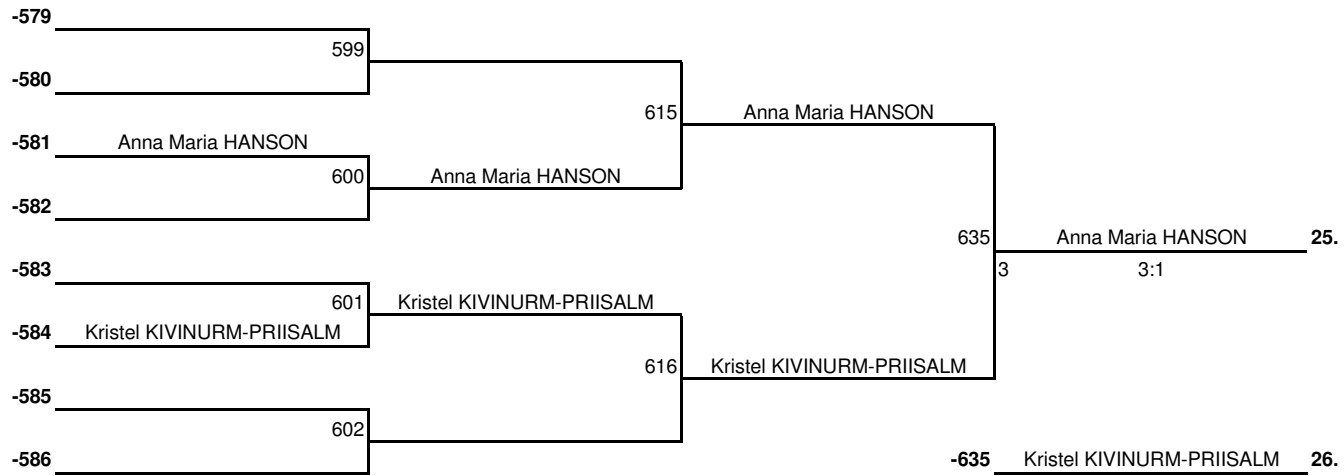 -579
599
-580
615 Anna Maria HANSON
-581 Anna Maria HANSON
600 Anna Maria HANSON
-582
635 Anna Maria HANSON 25.
3 3:1
-583
601 Kristel KIVINURM-PRIISALM
-584 Kristel KIVINURM-PRIISALM
616 Kristel KIVINURM-PRIISALM
-585
602
-586
-635 Kristel KIVINURM-PRIISALM 26.